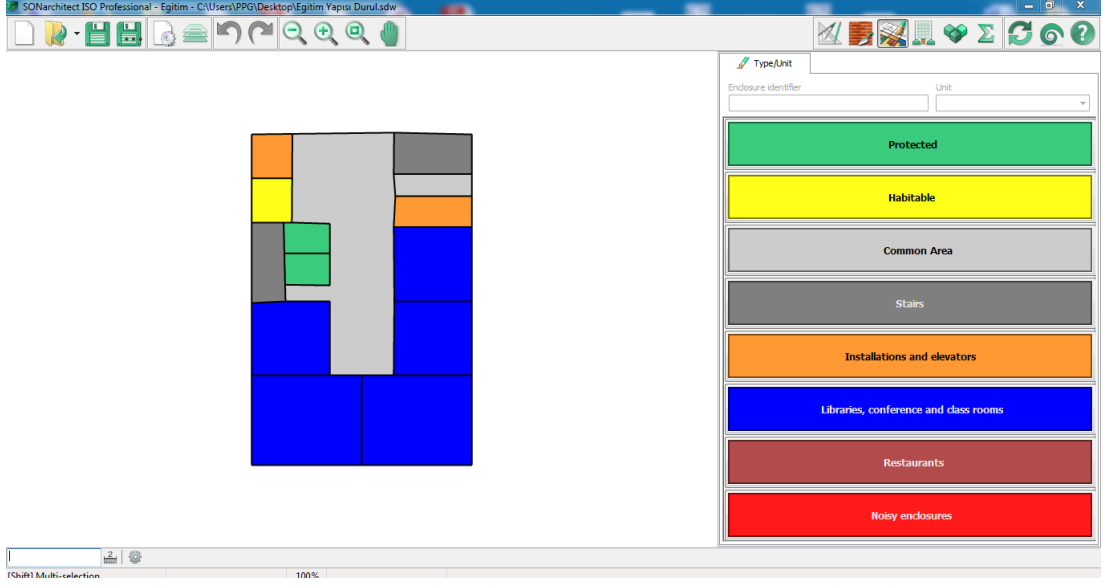 SONarchitect ISO Professional - Egitim - C:\Users\PPG\Desktop\Egitim Yapısı Durul.sdw
Type/Unit
Enclosure identifier
Unit
Protected
Habitable
Common Area
Stairs
Installations and elevators
Libraries, conference and class rooms
Restaurants
Noisy enclosures
2
[Shift] Multi-selection
100%